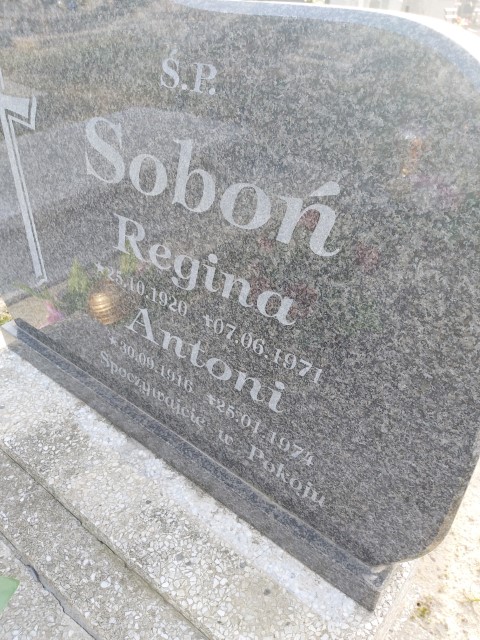 Ś.P.
Soboń
Regina
*25.10.1920 +07.06.1971
Antoni
*30.09.1916 +25.01.1974
Spoczywajcie w Pokoju